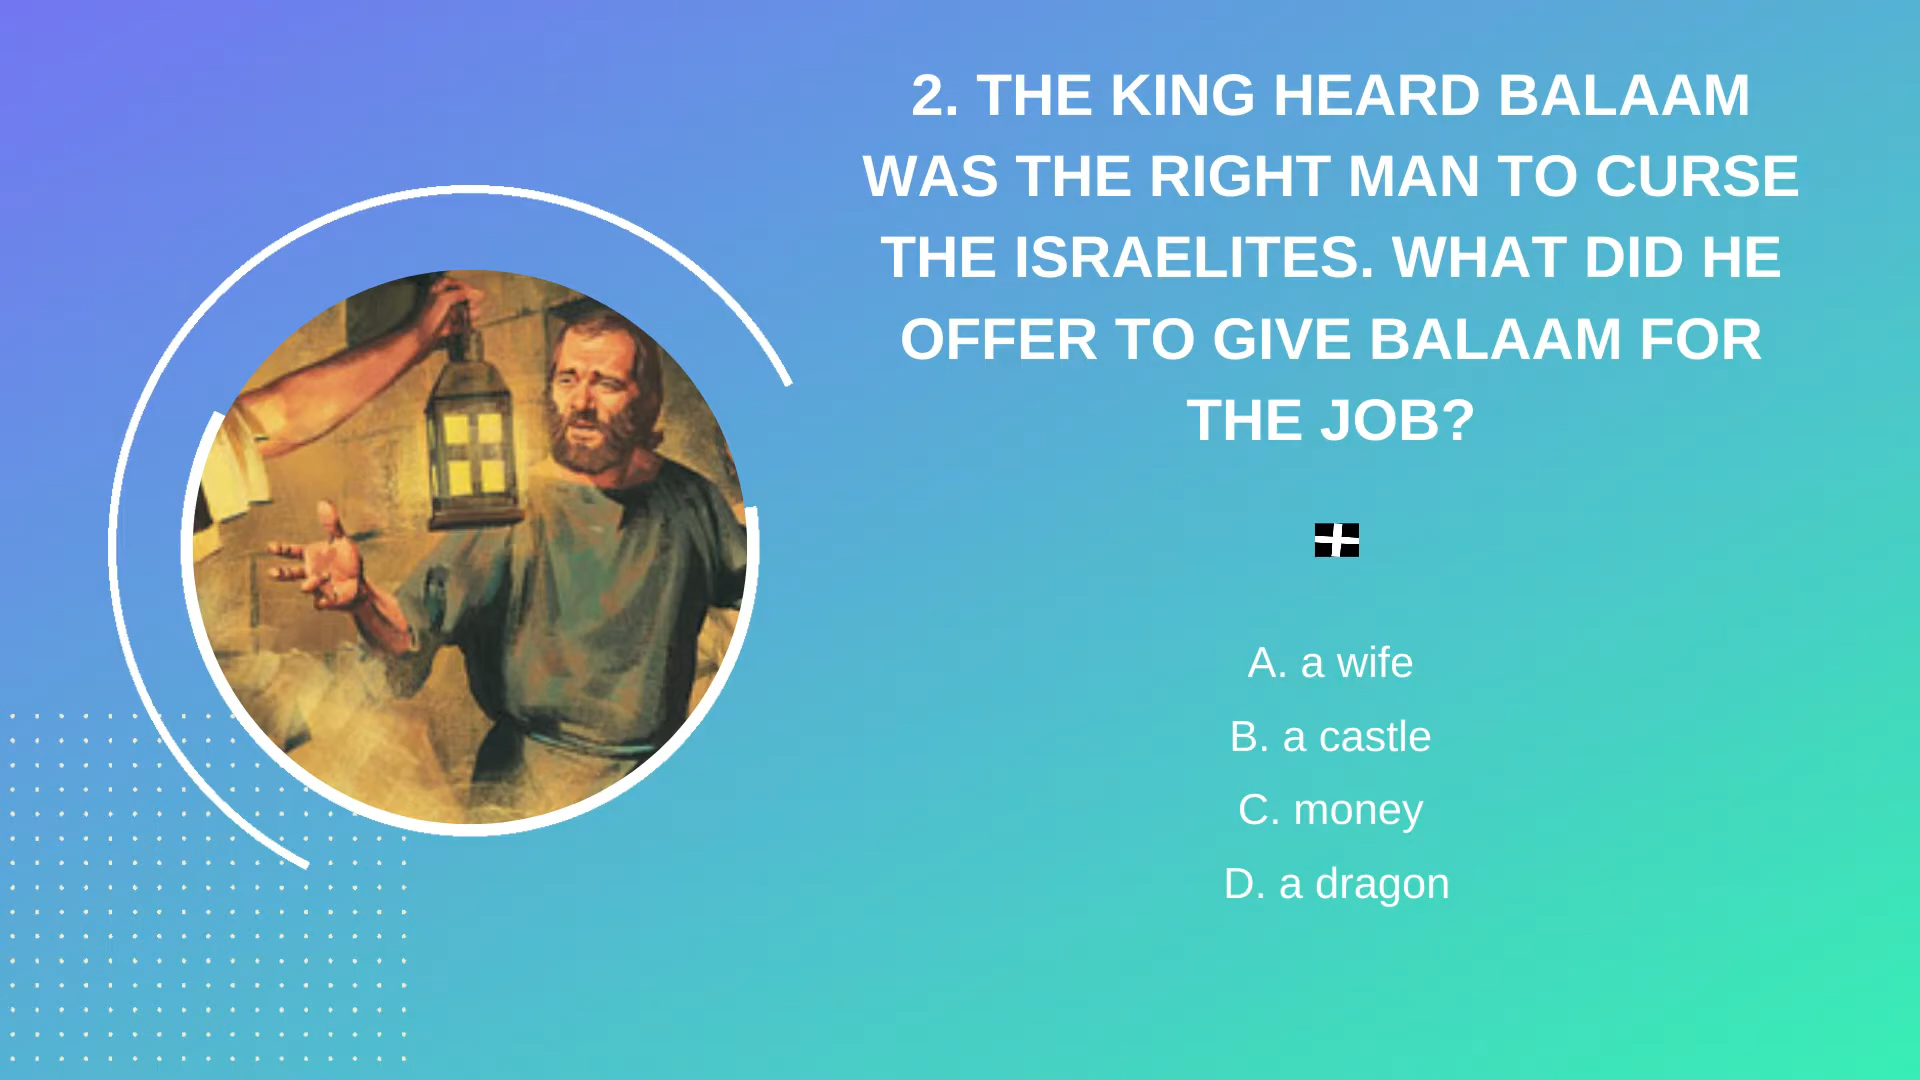 2. THE KING HEARD BALAAM
WAS THE RIGHT MAN TO CURSE
THE ISRAELITES. WHAT DID HE
OFFER TO GIVE BALAAM FOR
THE JOB?
A. a wife
B. a castle
C. money
D. a dragon